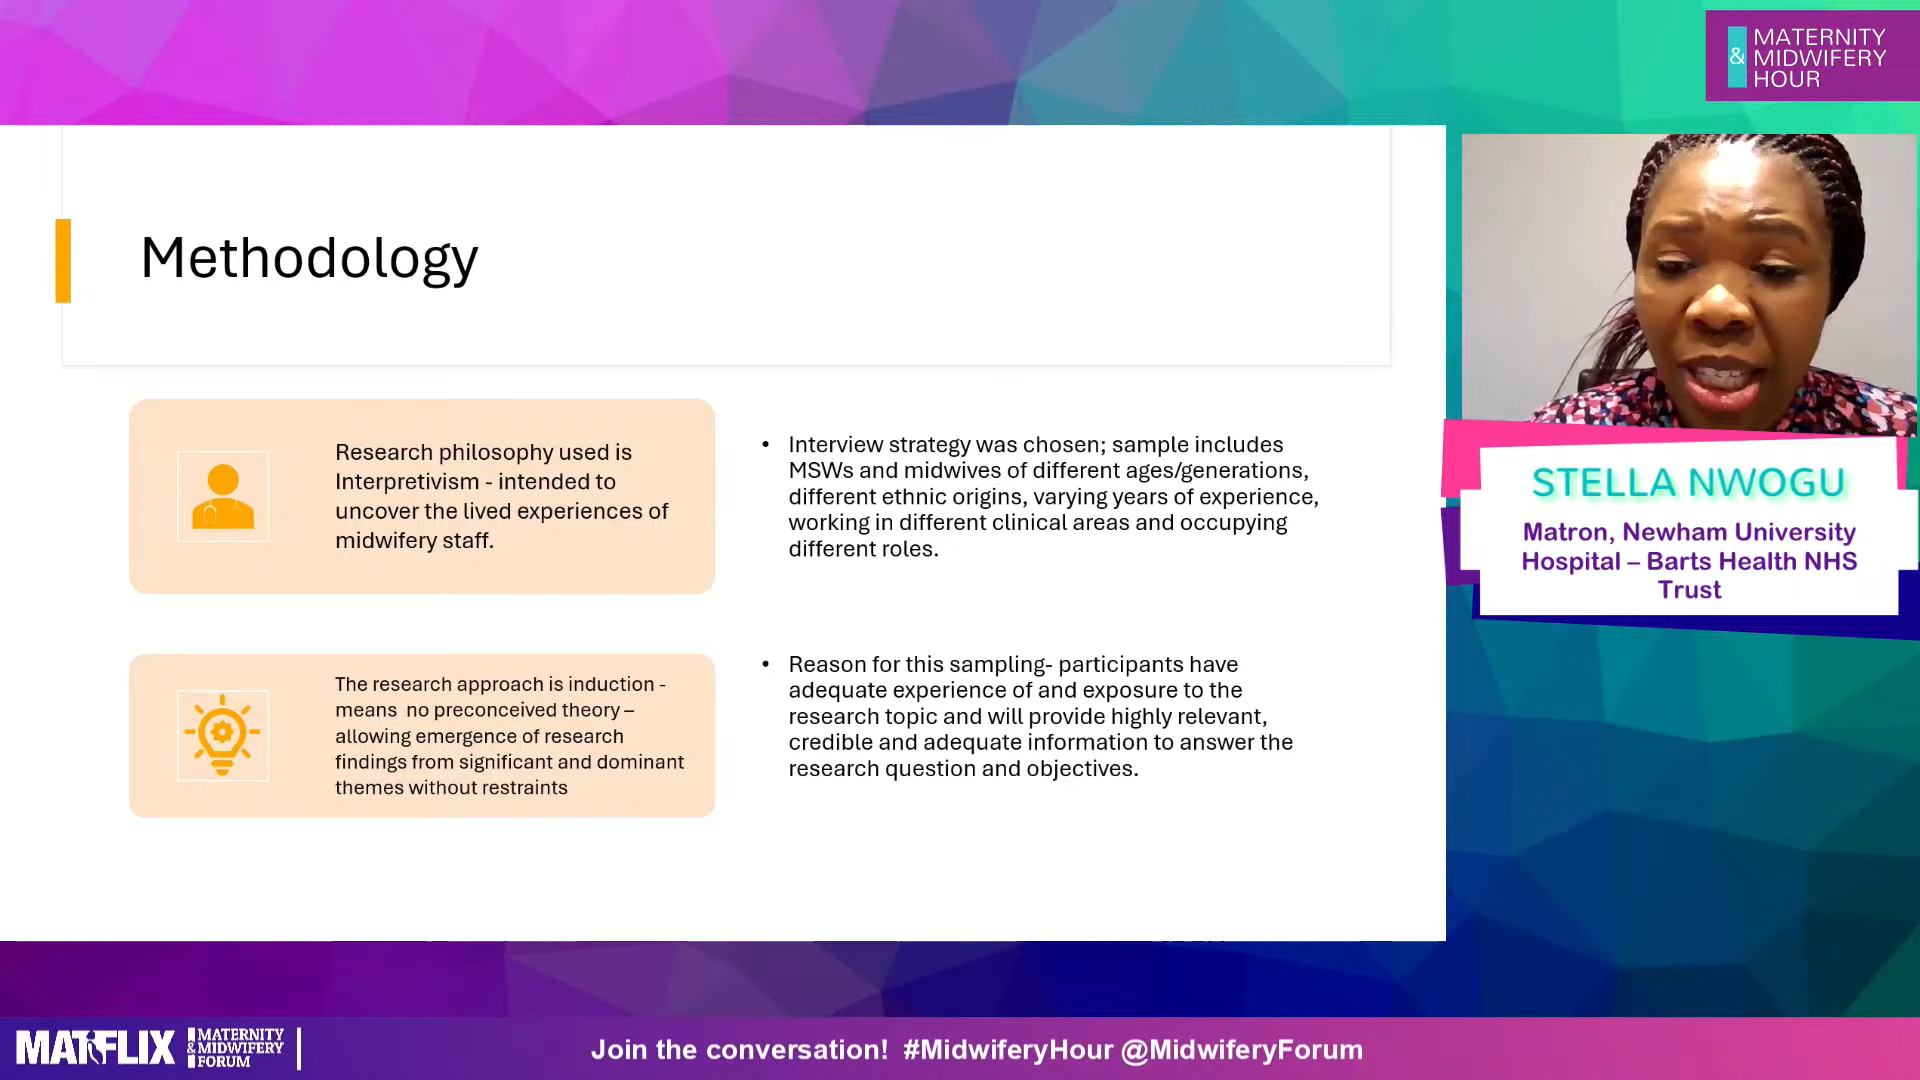 MATERNITY
& MIDWIFERY
HOUR
Methodology
Research philosophy used is
Interpretivism - intended to
uncover the lived experiences of
midwifery staff.
The research approach is induction -
means no preconceived theory –
allowing emergence of research
findings from significant and dominant
themes without restraints
• Interview strategy was chosen; sample includes
MSWs and midwives of different ages/generations,
different ethnic origins, varying years of experience,
working in different clinical areas and occupying
different roles.
• Reason for this sampling- participants have
adequate experience of and exposure to the
research topic and will provide highly relevant,
credible and adequate information to answer the
research question and objectives.
STELLA NWOGU
Matron, Newham University
Hospital – Barts Health NHS
Trust
MATFLIX
MATERNITY
& MIDWIFERY
FORUM
Join the conversation! #MidwiferyHour @MidwiferyForum